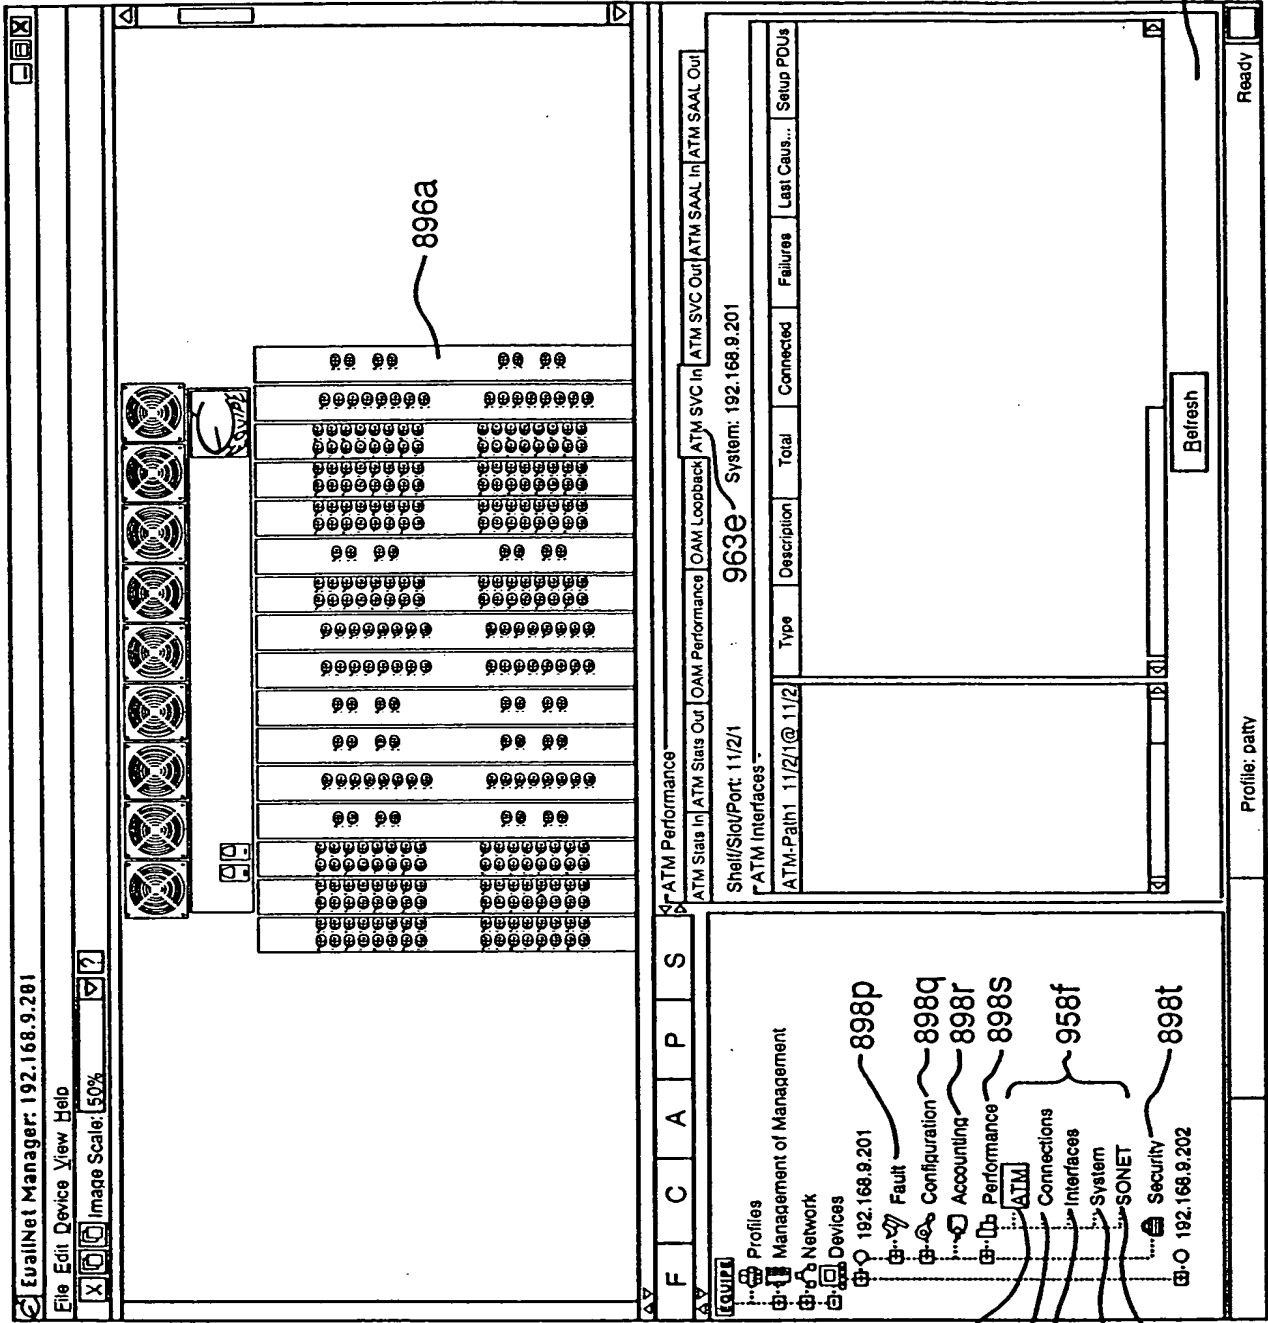 EualINet Manager: 192.168.9.201
File Edit Device View Help
X Image Scale: 50% ?
896a
F C A P S
EQUIPE
Profiles
Management of Management
Network
Devices
192.168.9.201
Fault
898p
Configuration
898q
Accounting
898r
Performance
898s
ATM
Connections
Interfaces
System
SONET
958f
Security
898t
192.168.9.202
ATM Performance
ATM Stats In ATM Stats Out OAM Performance OAM Loopback ATM SVC In ATM SVC Out ATM SAAL In ATM SAAL Out
Shelf/Slot/Port: 11/2/1 963e System: 192.168.9.201
ATM Interfaces
ATM-Path1 11/2/1@ 11/2/ Type Description Total Connected Failures Last Caus... Setup PDUs
Refresh
Profile: patty Ready